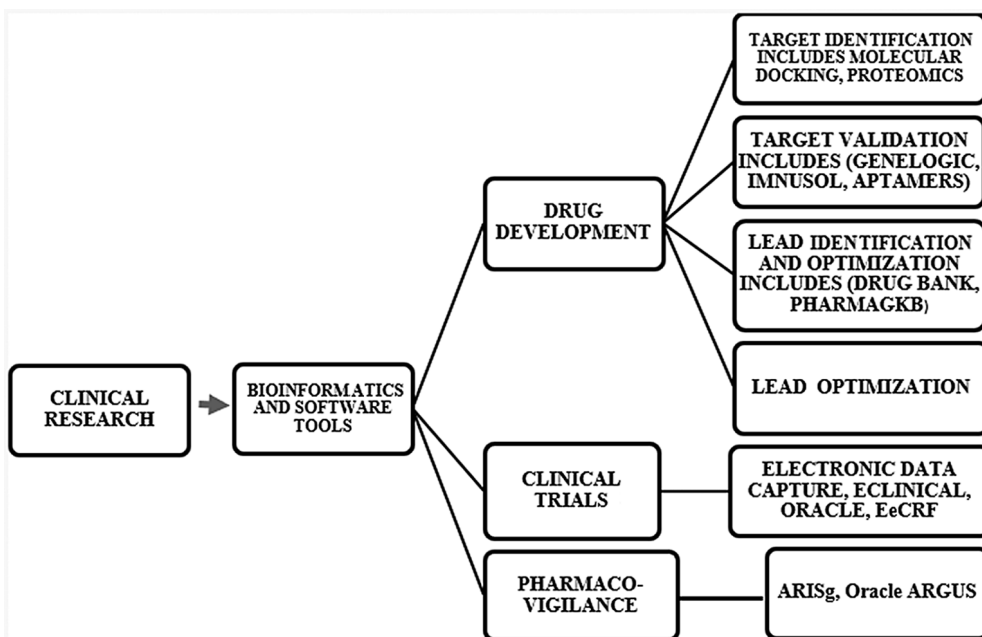 CLINICAL
RESEARCH
BIOINFORMATICS
AND SOFTWARE
TOOLS
DRUG
DEVELOPMENT
TARGET IDENTIFICATION
INCLUDES MOLECULAR
DOCKING, PROTEOMICS
TARGET VALIDATION
INCLUDES (GENELOGIC,
IMNUSOL, APTAMERS)
LEAD IDENTIFICATION
AND OPTIMIZATION
INCLUDES (DRUG BANK,
PHARMAGKB)
LEAD OPTIMIZATION
CLINICAL
TRIALS
ELECTRONIC DATA
CAPTURE, ECLINICAL,
ORACLE, EeCRF
PHARMACO-
VIGILANCE
ARISg, Oracle ARGUS